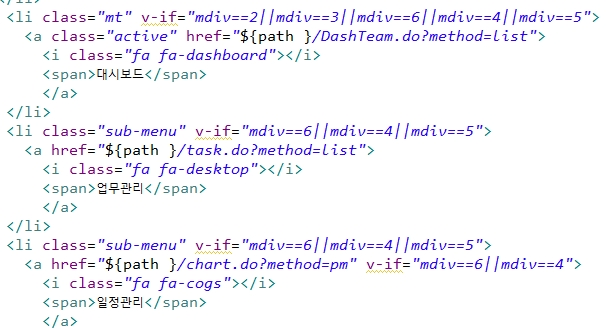 </li>
<li class="mt" v-if="mdiv==2||mdiv==3||mdiv==6||mdiv==4||mdiv==5">
<a class="active" href="${path }/DashTeam.do?method=list">
<i class="fa fa-dashboard"></i>
<span>대시보드</span>
</a>
</li>
<li class="sub-menu" v-if="mdiv==6||mdiv==4||mdiv==5">
<a href="${path }/task.do?method=list">
<i class="fa fa-desktop"></i>
<span>업무관리</span>
</a>
</li>
<li class="sub-menu" v-if="mdiv==6||mdiv==4||mdiv==5">
<a href="${path }/chart.do?method=pm" v-if="mdiv==6||mdiv==4">
<i class="fa fa-cogs"></i>
<span>일정관리</span>
</a>